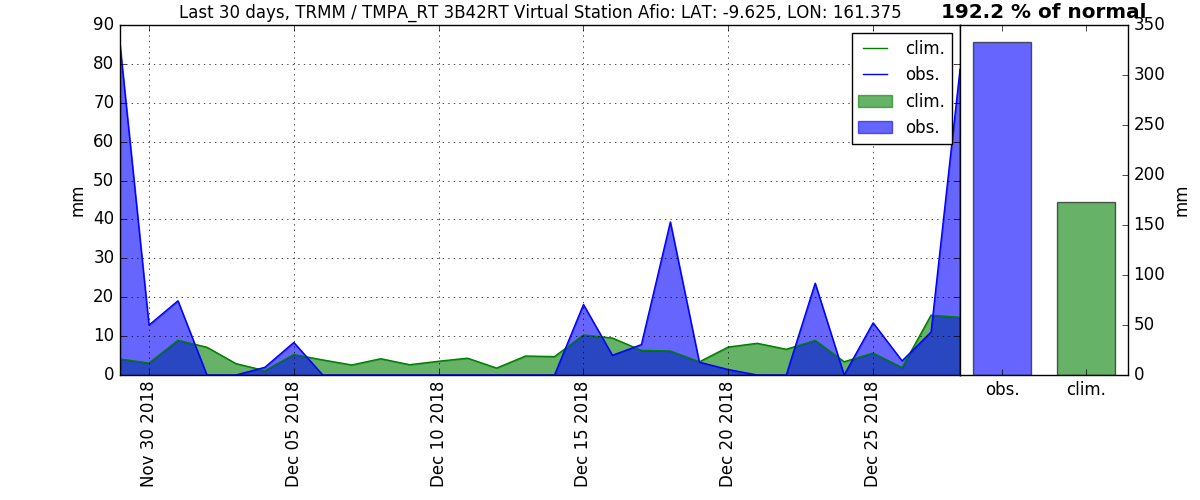 Last 30 days, TRMM / TMPA_RT 3B42RT Virtual Station Afio: LAT: -9.625, LON: 161.375
192.2 % of normal
90
80
70
60
50
40
30
20
10
0
mm
clim.
obs.
clim.
obs.
350
300
250
200
150
100
50
0
mm
Nov 30 2018
Dec 05 2018
Dec 10 2018
Dec 15 2018
Dec 20 2018
Dec 25 2018
obs.
clim.